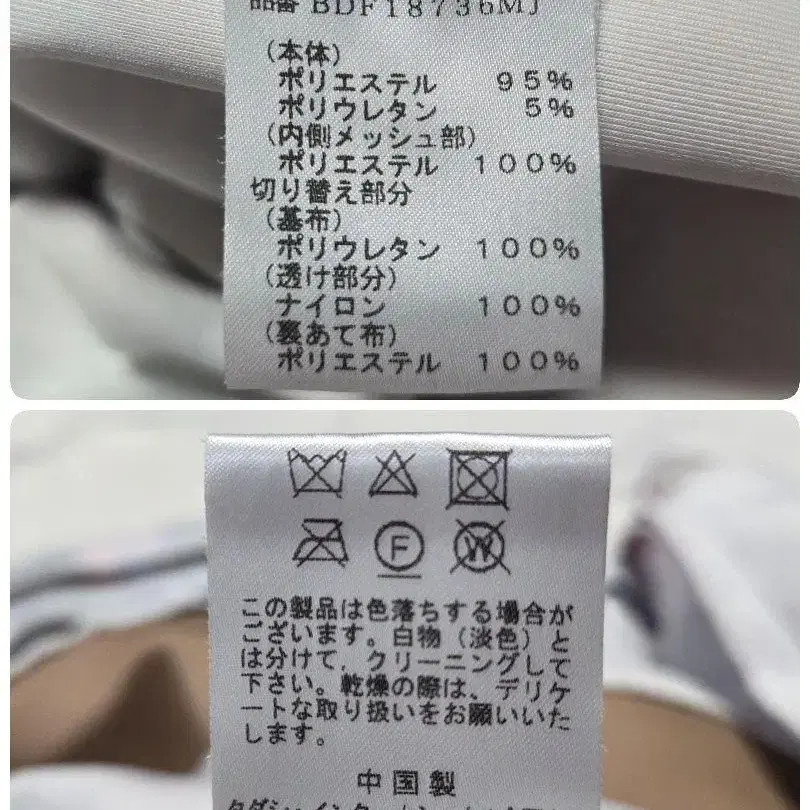 品番 BDF18736MJ
(本体)
ポリエステル 95%
ポリウレタン 5%
(内側メッシュ部)
ポリエステル 100%
切り替え部分
(基布)
ポリウレタン 100%
(透け部分)
ナイロン 100%
(裏あて布)
ポリエステル 100%
F
W
この製品は色落ちする場合が
ございます。白物(淡色)と
は分けて、クリーニングして
下さい。乾燥の際は、デリケ
ートな取り扱いをお願いいた
します。
中国製